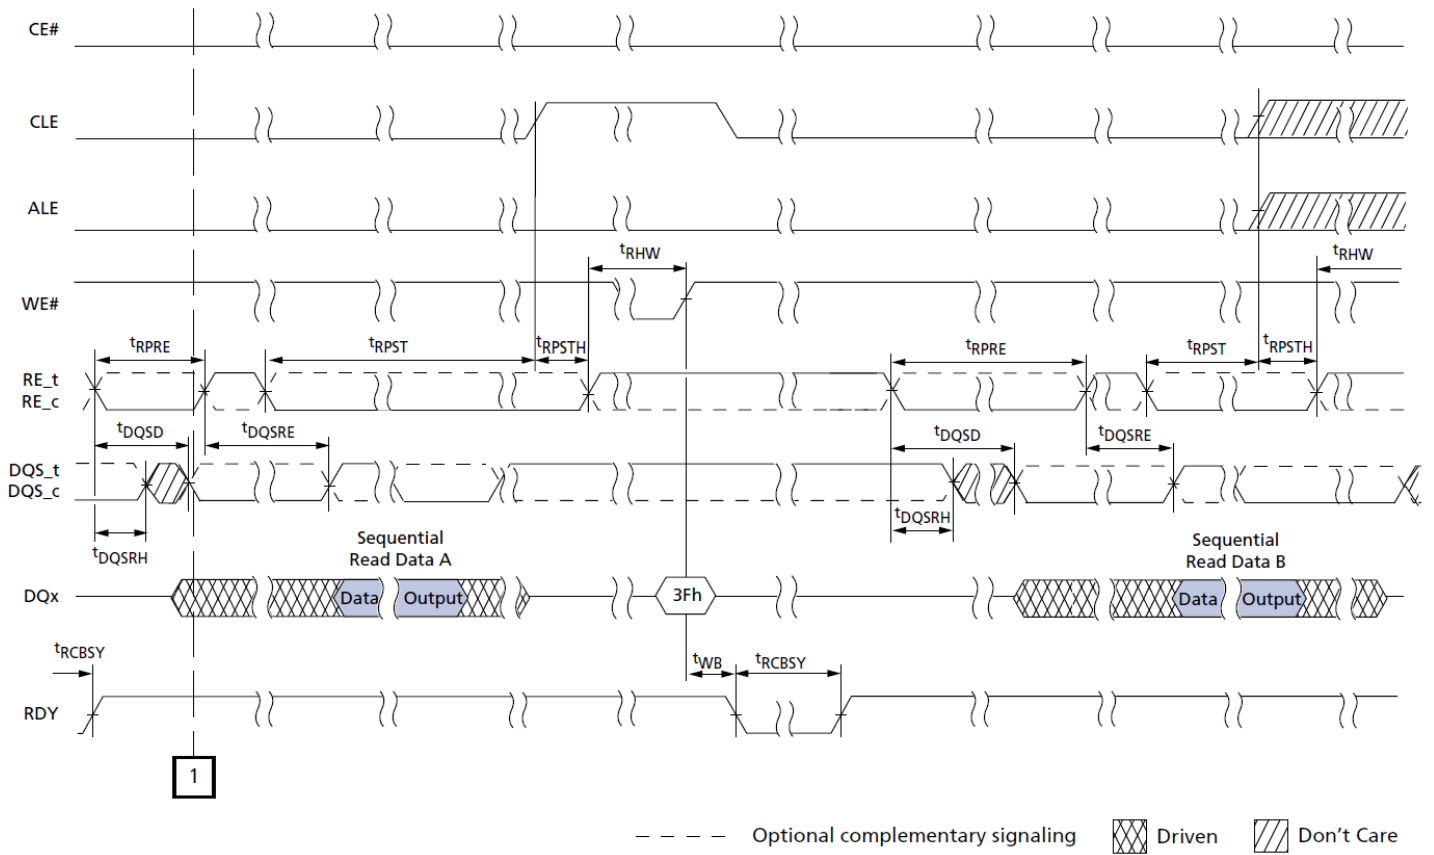 CE#
CLE
ALE
tRHW
tRHW
WE#
tRPRE
tRPST
tRPSTH
tRPRE
tRPST
tRPSTH
RE_t
RE_c
tDQSD
tDQSRE
tDQSD
tDQSRE
DQS_t
DQS_c
tDQSRH
tDQSRH
Sequential
Read Data A
Sequential
Read Data B
DQx
Data
Output
3Fh
Data
Output
tRCBSY
tWB
tRCBSY
RDY
1
Optional complementary signaling
Driven
Don't Care